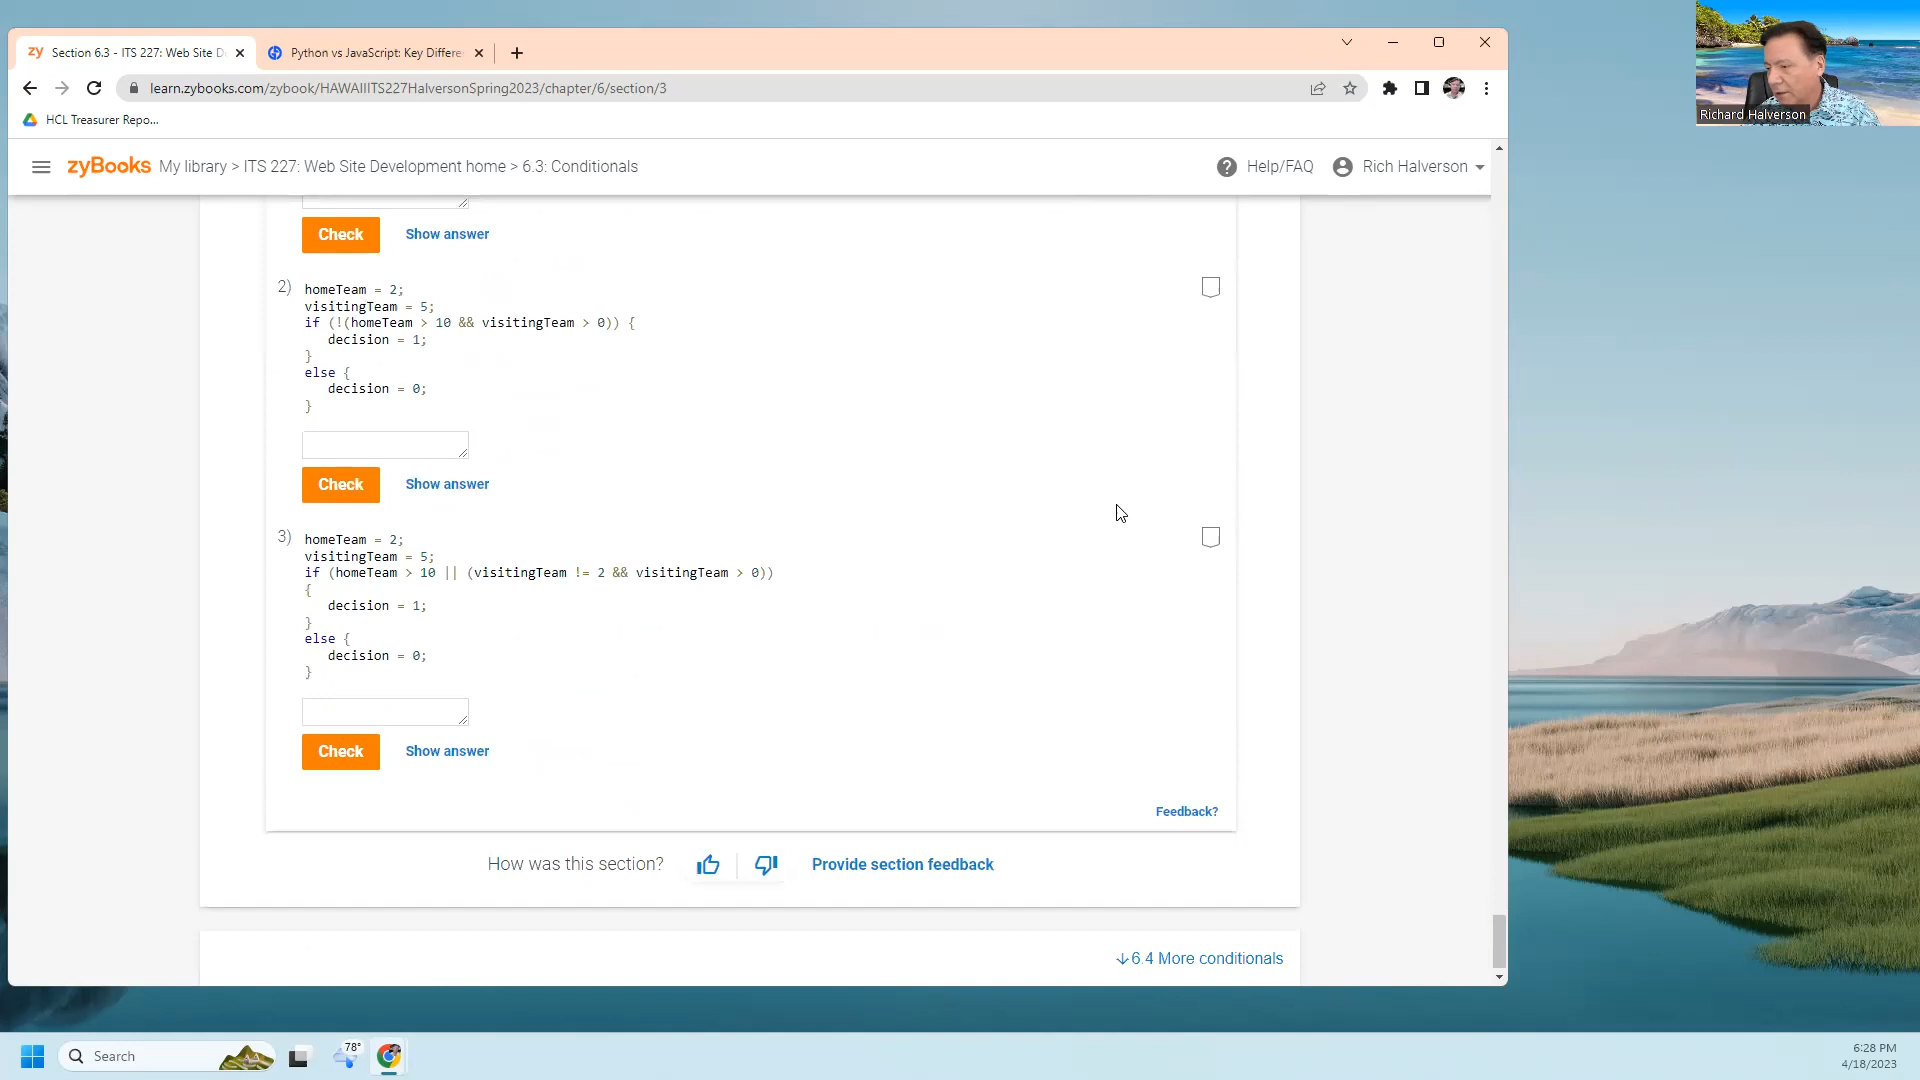 zy Section 6.3 - ITS 227: Web Site D
Python vs JavaScript: Key Differe
learn.zybooks.com/zybook/HAWAIIITS227HalversonSpring2023/chapter/6/section/3
HCL Treasurer Repo...
zyBooks My library > ITS 227: Web Site Development home > 6.3: Conditionals
Help/FAQ Rich Halverson
Richard Halverson
Check Show answer
2) homeTeam = 2;
visitingTeam = 5;
if (!(homeTeam > 10 && visitingTeam > 0)) {
decision = 1;
}
else {
decision = 0;
}
Check Show answer
3) homeTeam = 2;
visitingTeam = 5;
if (homeTeam > 10 || (visitingTeam != 2 && visitingTeam > 0))
{
decision = 1;
}
else {
decision = 0;
}
Check Show answer
Feedback?
How was this section? Provide section feedback
6.4 More conditionals
Search
78°
6:28 PM
4/18/2023